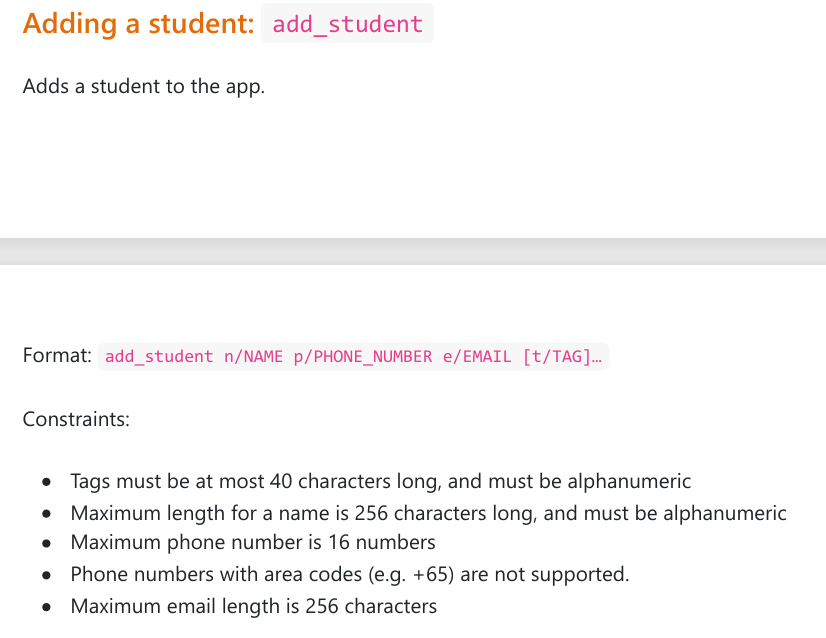 Adding a student: add_student
Adds a student to the app.
Format: add_student n/NAME p/PHONE_NUMBER e/EMAIL [t/TAG]…
Constraints:
● Tags must be at most 40 characters long, and must be alphanumeric
● Maximum length for a name is 256 characters long, and must be alphanumeric
● Maximum phone number is 16 numbers
● Phone numbers with area codes (e.g. +65) are not supported.
● Maximum email length is 256 characters